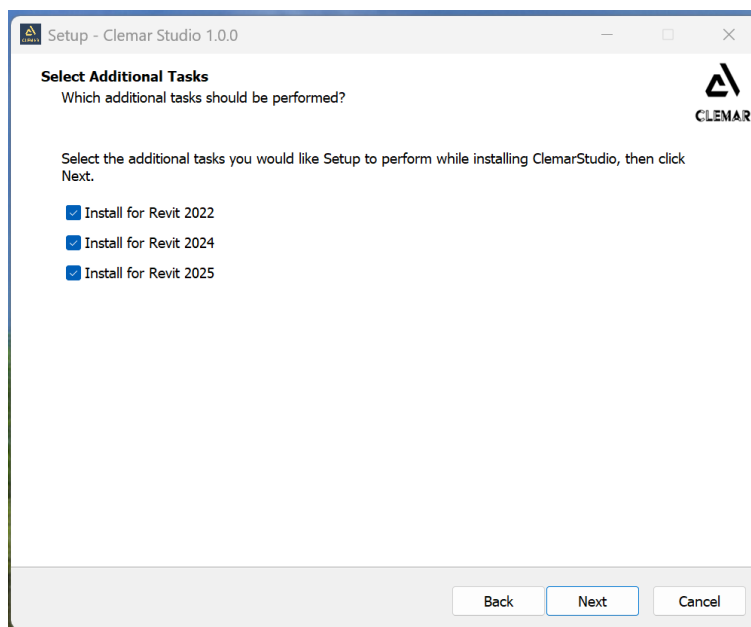 Setup - Clemar Studio 1.0.0
Select Additional Tasks
Which additional tasks should be performed?
CLEMAR
Select the additional tasks you would like Setup to perform while installing ClemarStudio, then click
Next.
Install for Revit 2022
Install for Revit 2024
Install for Revit 2025
Back
Next
Cancel